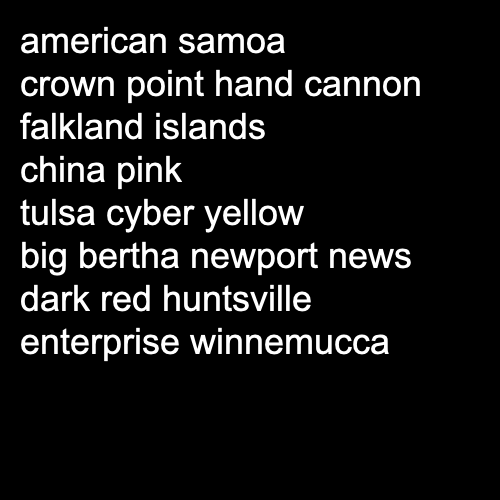 american samoa
crown point hand cannon
falkland islands
china pink
tulsa cyber yellow
big bertha newport news
dark red huntsville
enterprise winnemucca